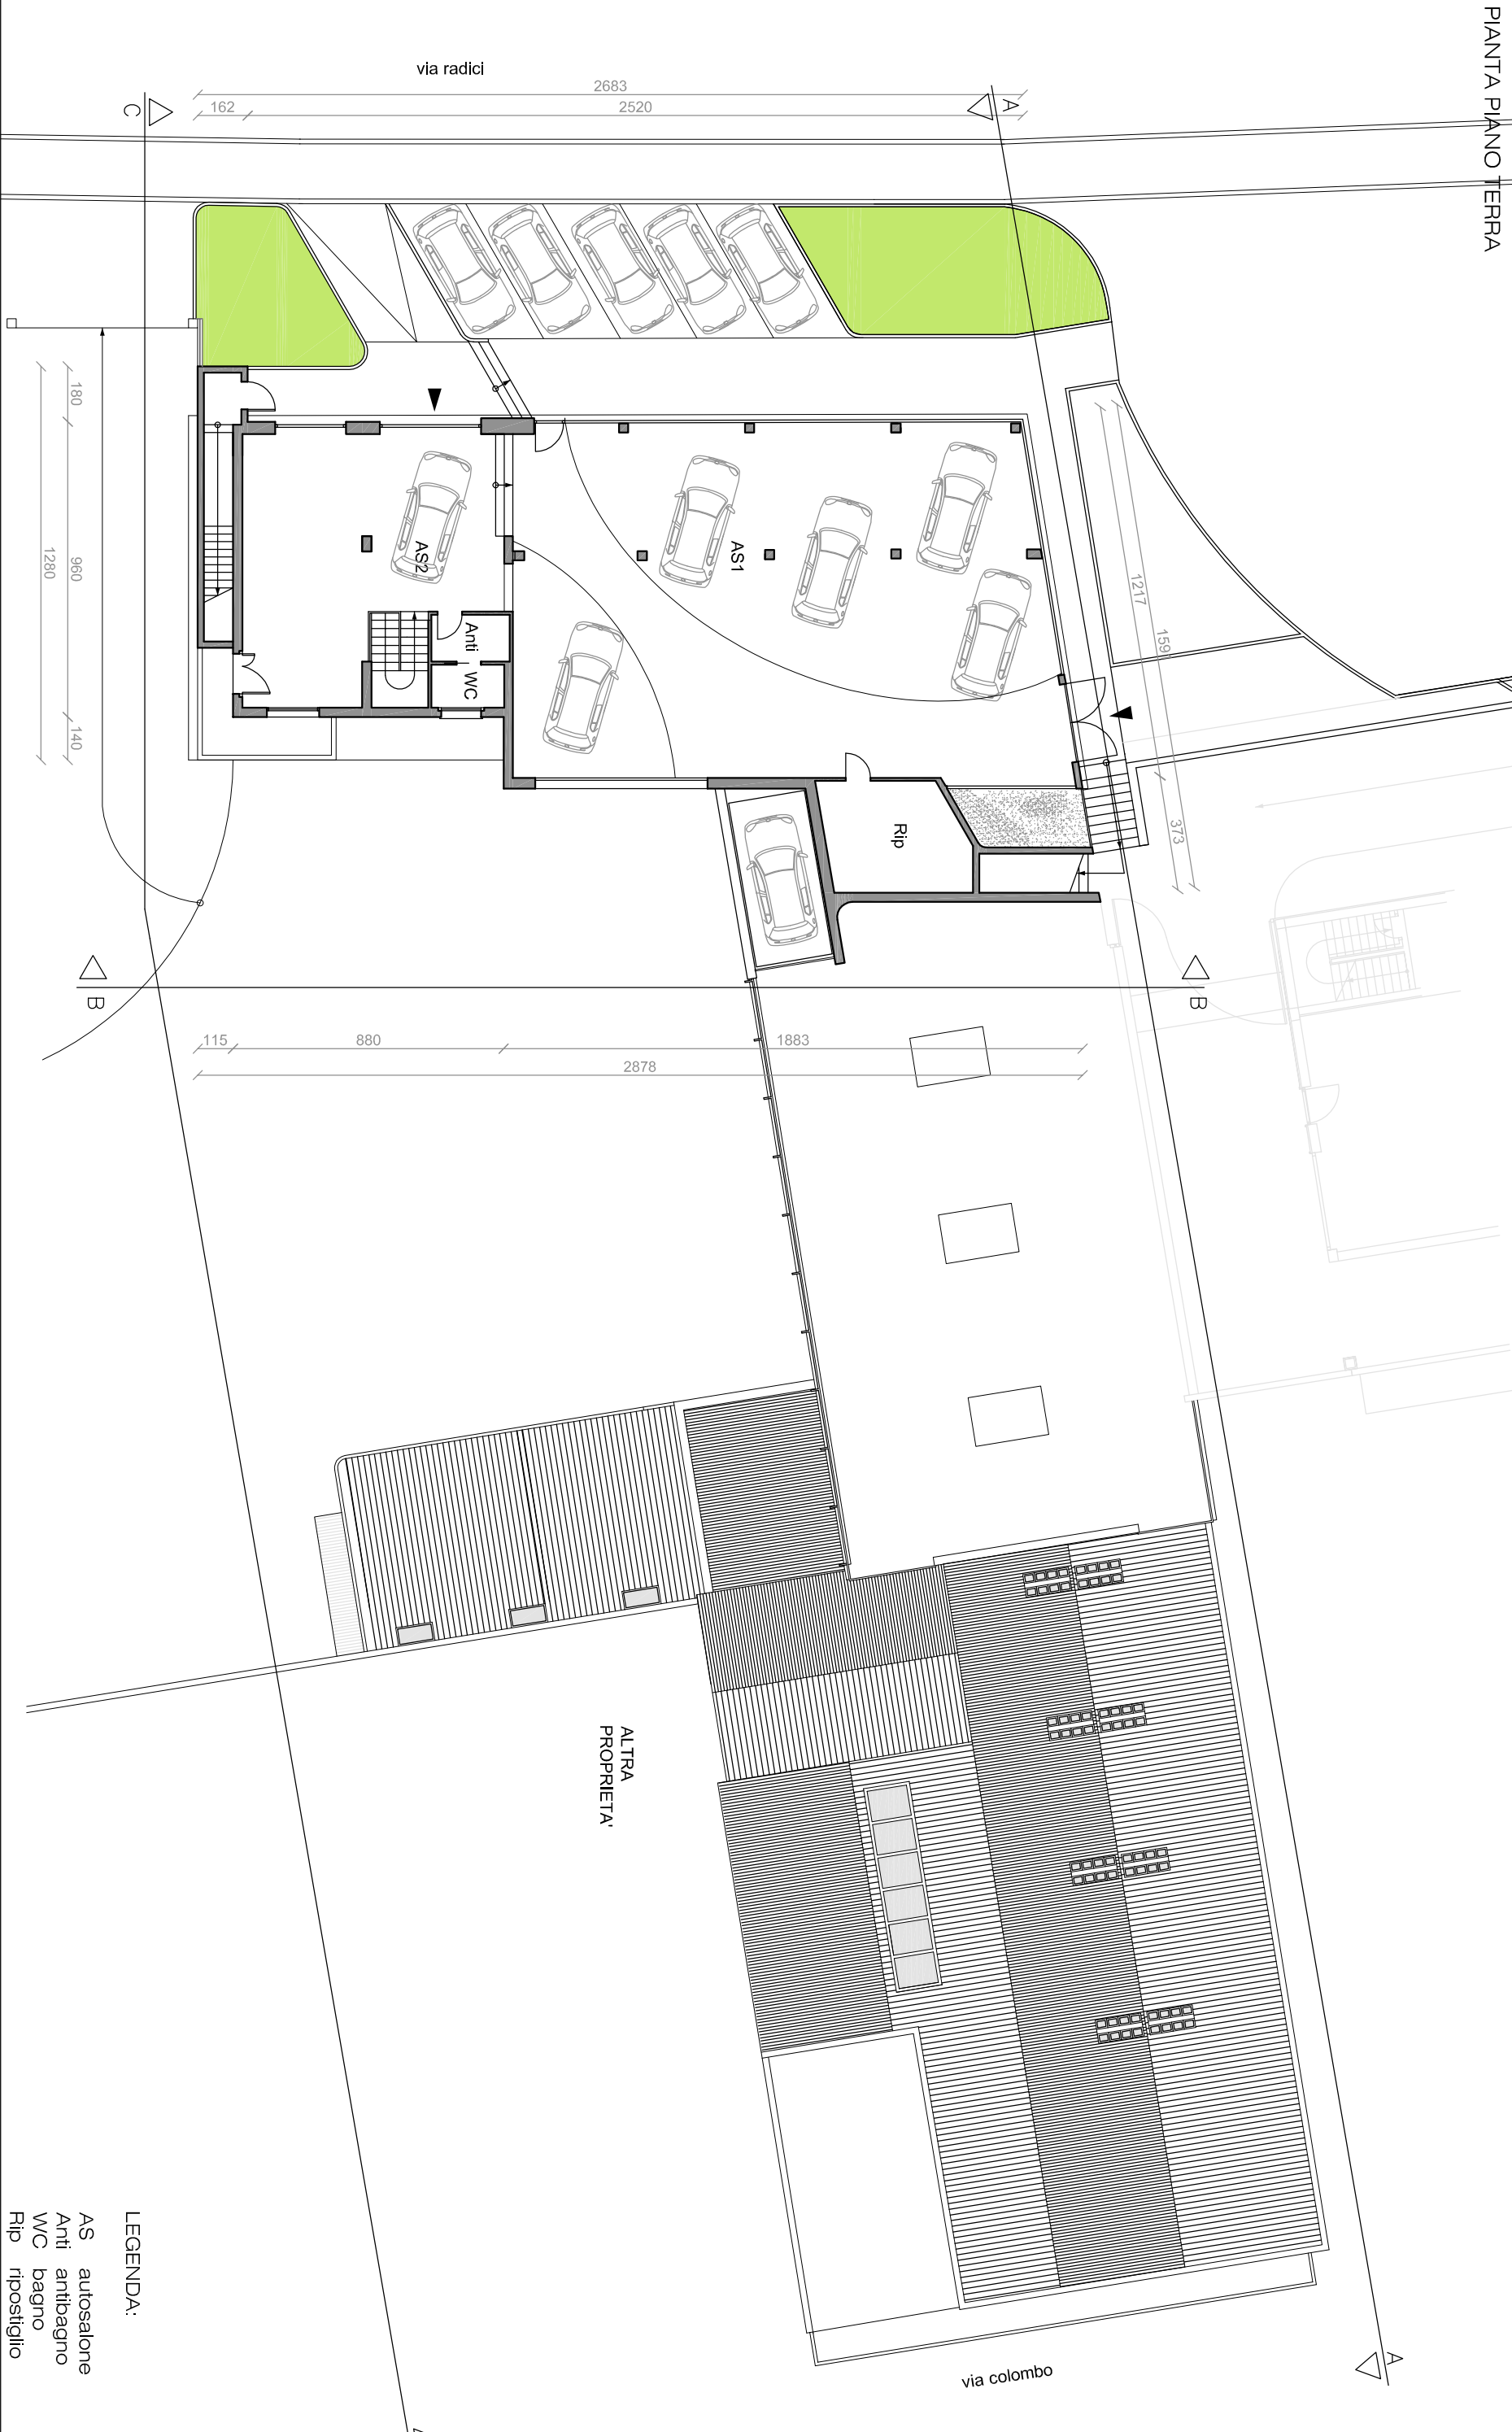 PIANTA PIANO TERRA
via radici
2683
162
2520
C
A
180
960
140
1280
1217
159
373
AS2
AS1
Anti
WC
Rip
B
B
115
880
1883
2878
ALTRA
PROPRIETA'
via colombo
A
LEGENDA:
AS autosalone
Anti antibagno
WC bagno
Rip ripostiglio